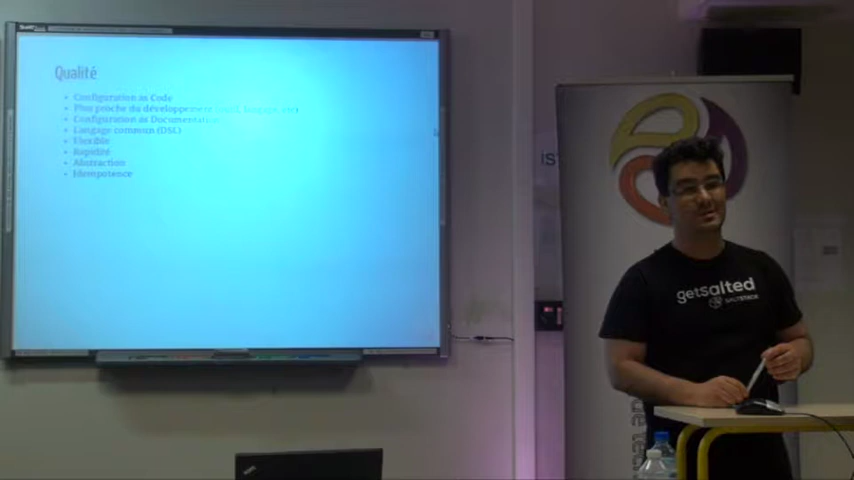 Qualité
Configuration as Code
Plus proche du développement
Configuration as Documentation
Langage commun (DSL)
Flexible
Rapidité
Abstraction
Idempotence
getsalted
SALTSTACK